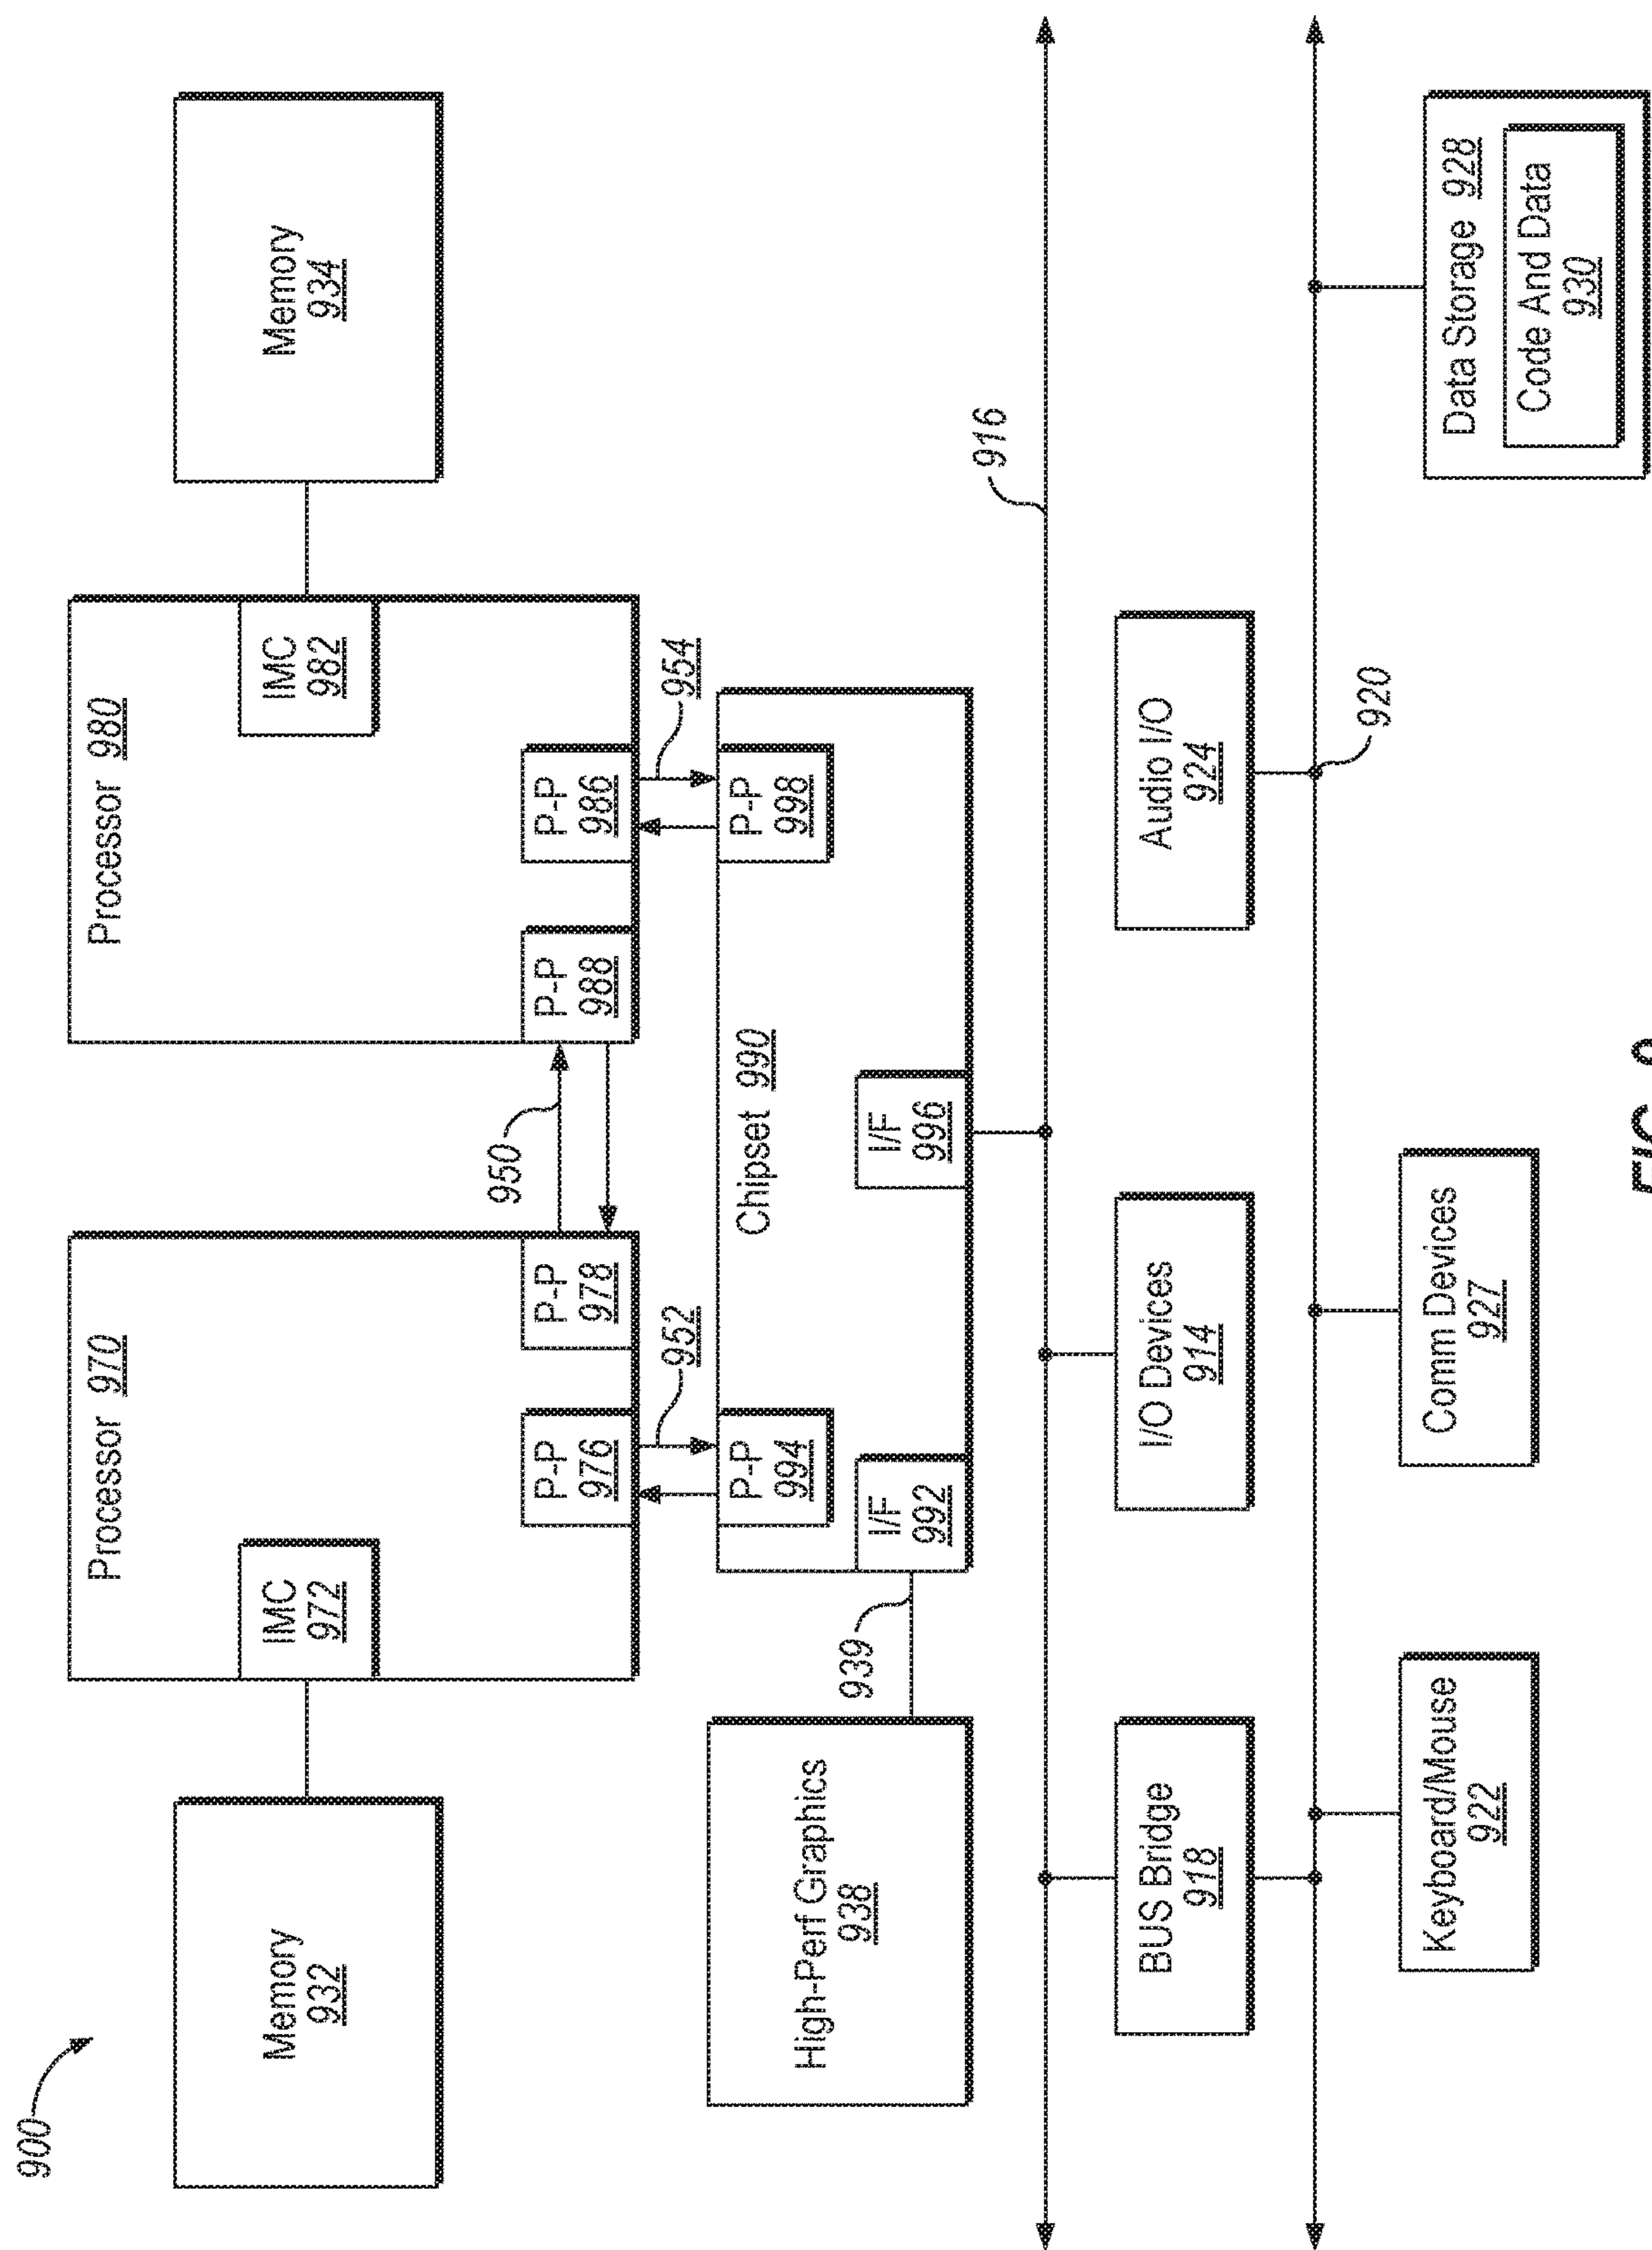 900
Memory
932
Processor 970
IMC
972
P-P
976
P-P
978
950
Processor 980
IMC
982
P-P
988
P-P
986
Memory
934
952
954
High-Perf Graphics
938
939
Chipset 990
P-P
994
P-P
998
I/F
992
I/F
996
916
BUS Bridge
918
I/O Devices
914
Audio I/O
924
920
Keyboard/Mouse
922
Comm Devices
927
Data Storage 928
Code And Data
930